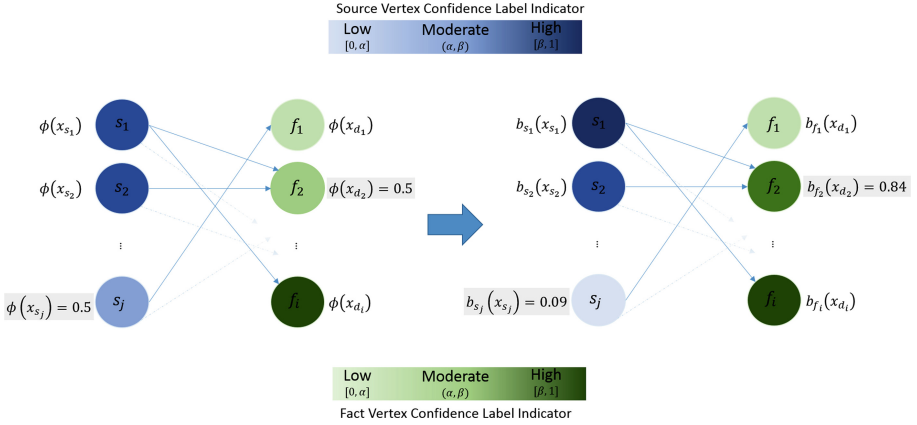 Source Vertex Confidence Label Indicator
Low Moderate High
[0, α] (α, β) [β, 1]
ϕ(x_{s_1}) s_1 f_1 ϕ(x_{d_1}) b_{s_1}(x_{s_1}) s_1 f_1 b_{f_1}(x_{d_1})
ϕ(x_{s_2}) s_2 f_2 ϕ(x_{d_2}) = 0.5 b_{s_2}(x_{s_2}) s_2 f_2 b_{f_2}(x_{d_2}) = 0.84
⋮ ⋮ ⋮ ⋮
ϕ(x_{s_j}) = 0.5 s_j f_i ϕ(x_{d_i}) b_{s_j}(x_{s_j}) = 0.09 s_j f_i b_{f_i}(x_{d_i})
Low Moderate High
[0, α] (α, β) [β, 1]
Fact Vertex Confidence Label Indicator